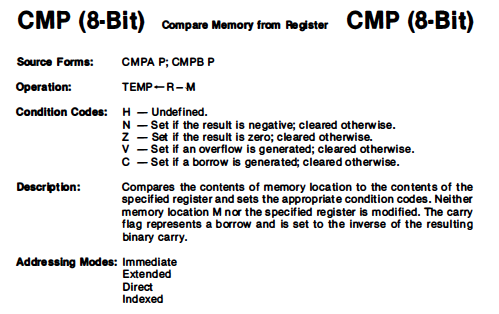 CMP (8-Bit) Compare Memory from Register CMP (8-Bit)
Source Forms: CMPA P; CMPB P
Operation: TEMP←R – M
Condition Codes: H — Undefined.
N — Set if the result is negative; cleared otherwise.
Z — Set if the result is zero; cleared otherwise.
V — Set if an overflow is generated; cleared otherwise.
C — Set if a borrow is generated; cleared otherwise.
Description: Compares the contents of memory location to the contents of the
specified register and sets the appropriate condition codes. Neither
memory location M nor the specified register is modified. The carry
flag represents a borrow and is set to the inverse of the resulting
binary carry.
Addressing Modes: Immediate
Extended
Direct
Indexed